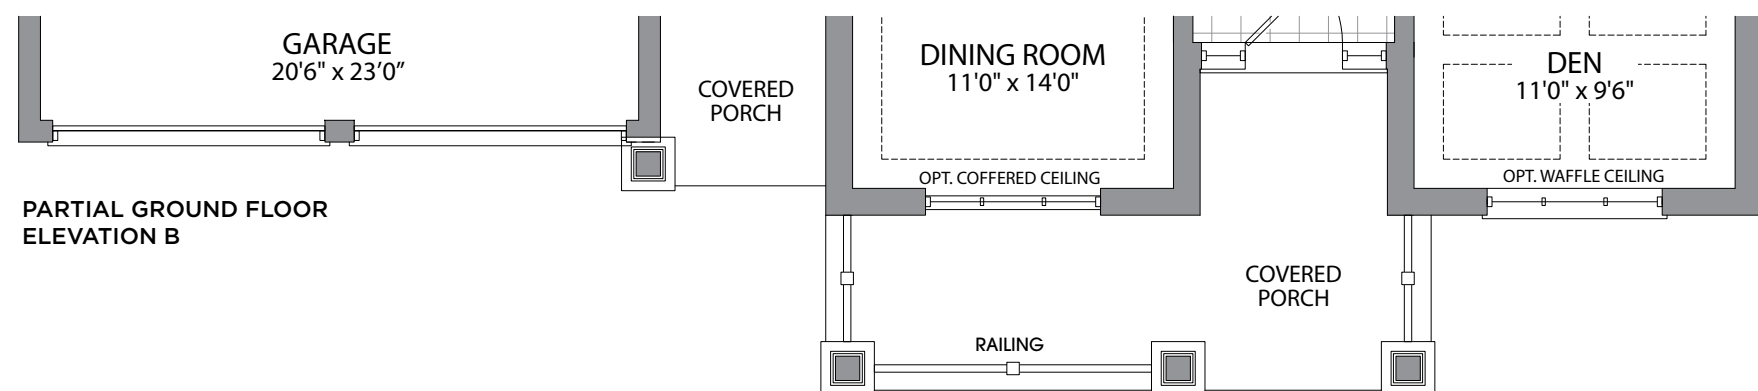 GARAGE
20'6" x 23'0”
COVERED
PORCH
DINING ROOM
11'0" x 14'0"
OPT. COFFERED CEILING
DEN
11'0" x 9'6"
OPT. WAFFLE CEILING
PARTIAL GROUND FLOOR
ELEVATION B
COVERED
PORCH
RAILING